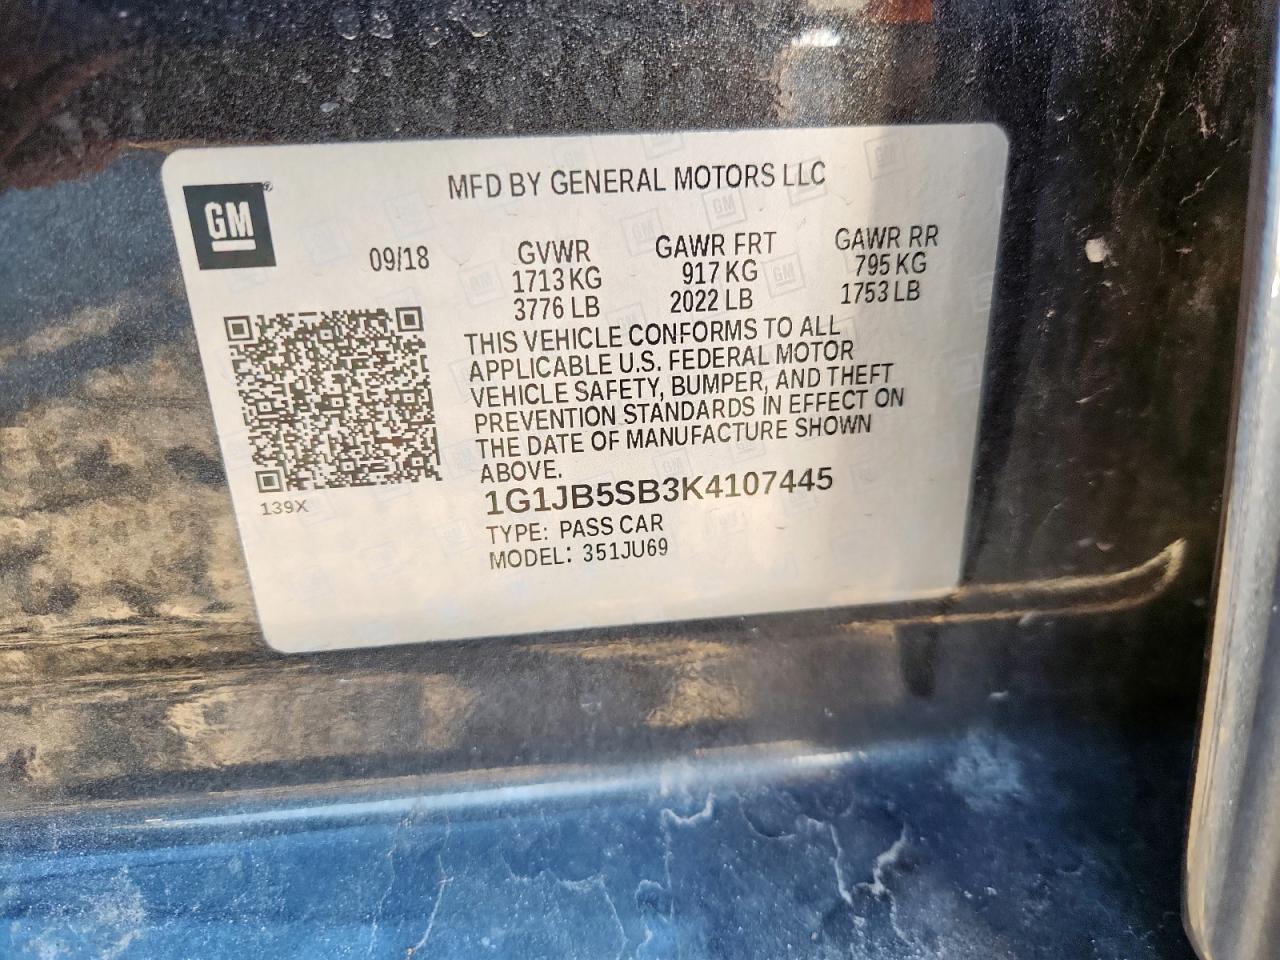 MFD BY GENERAL MOTORS LLC
GM
09/18
GVWR
1713 KG
3776 LB
GAWR FRT
917 KG
2022 LB
GAWR RR
795 KG
1753 LB
THIS VEHICLE CONFORMS TO ALL
APPLICABLE U.S. FEDERAL MOTOR
VEHICLE SAFETY, BUMPER, AND THEFT
PREVENTION STANDARDS IN EFFECT ON
THE DATE OF MANUFACTURE SHOWN
ABOVE.
139X
1G1JB5SB3K4107445
TYPE: PASS CAR
MODEL: 351JU69